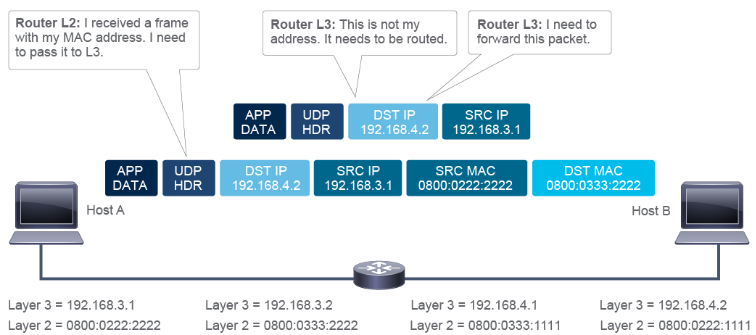 Router L2: I received a frame
with my MAC address. I need
to pass it to L3.
Router L3: This is not my
address. It needs to be routed.
Router L3: I need to
forward this packet.
APP
DATA
UDP
HDR
DST IP
192.168.4.2
SRC IP
192.168.3.1
APP
DATA
UDP
HDR
DST IP
192.168.4.2
SRC IP
192.168.3.1
SRC MAC
0800:0222:2222
DST MAC
0800:0333:2222
Host A
Host B
Layer 3 = 192.168.3.1
Layer 2 = 0800:0222:2222
Layer 3 = 192.168.3.2
Layer 2 = 0800:0333:2222
Layer 3 = 192.168.4.1
Layer 2 = 0800:0333:1111
Layer 3 = 192.168.4.2
Layer 2 = 0800:0222:1111